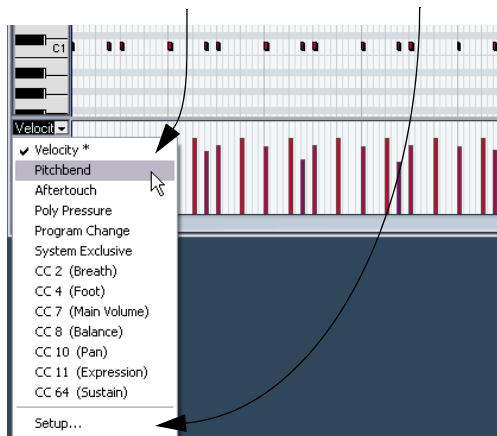 C1
Velocit
✓ Velocity *
Pitchbend
Aftertouch
Poly Pressure
Program Change
System Exclusive
CC 2 (Breath)
CC 4 (Foot)
CC 7 (Main Volume)
CC 8 (Balance)
CC 10 (Pan)
CC 11 (Expression)
CC 64 (Sustain)
Setup...